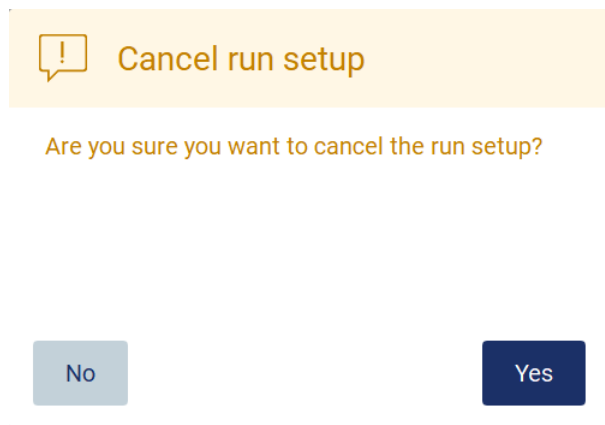 Cancel run setup
Are you sure you want to cancel the run setup?
No
Yes